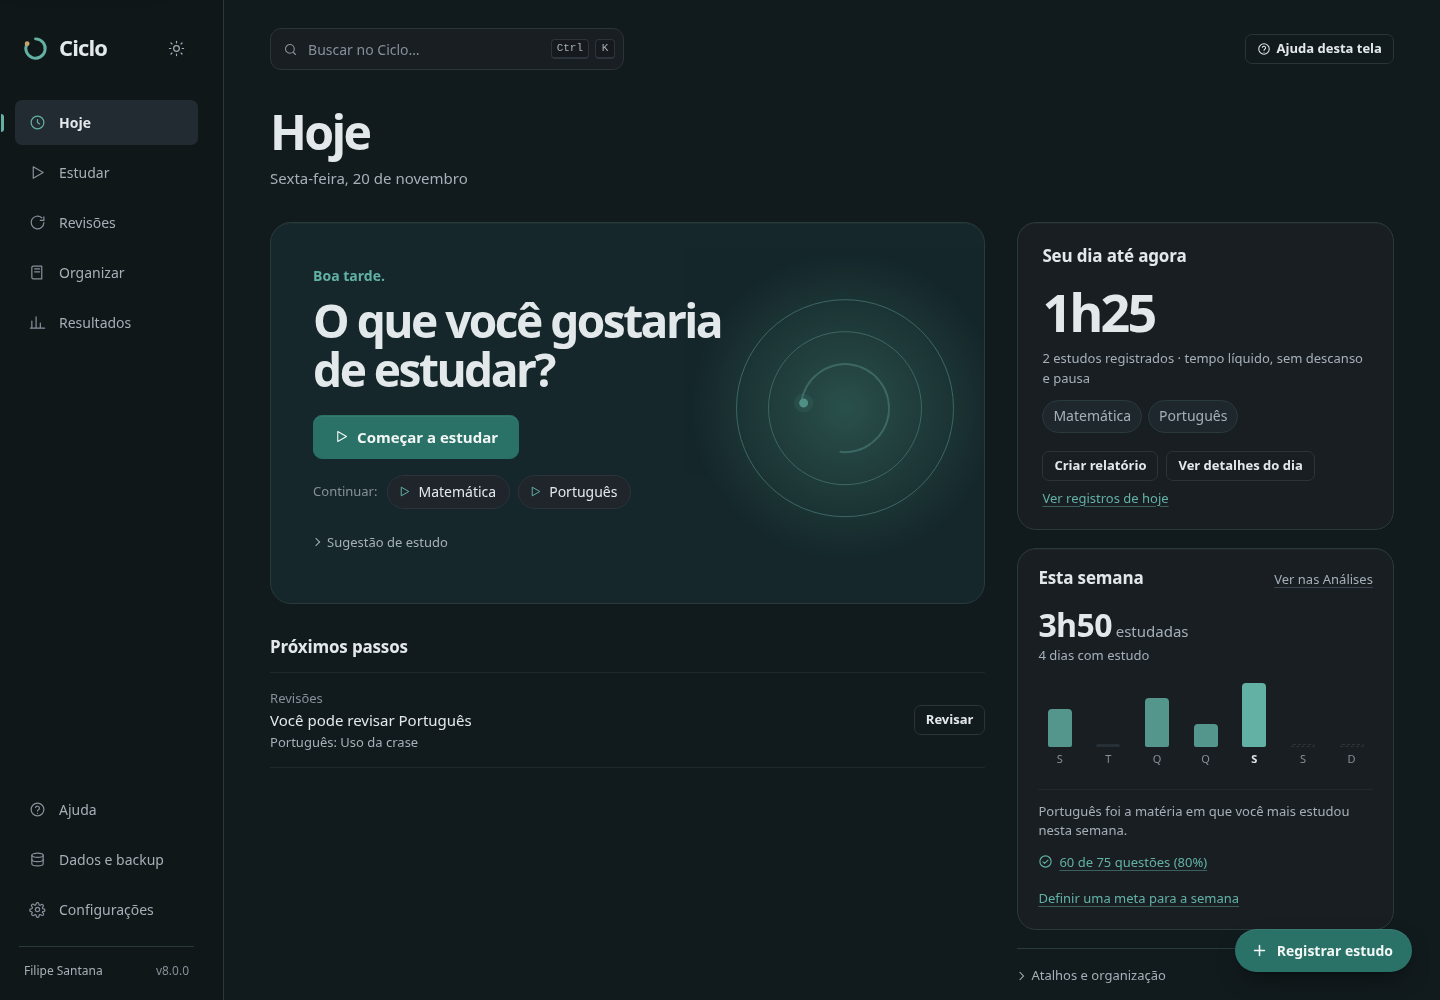 Ciclo
Hoje
Estudar
Revisões
Organizar
Resultados
Ajuda
Dados e backup
Configurações
Filipe Santana
v8.0.0
Buscar no Ciclo...
Ctrl K
Ajuda desta tela
Hoje
Sexta-feira, 20 de novembro
Boa tarde.
O que você gostaria
de estudar?
Começar a estudar
Continuar: Matemática Português
Sugestão de estudo
Próximos passos
Revisões
Você pode revisar Português
Português: Uso da crase
Revisar
Seu dia até agora
1h25
2 estudos registrados · tempo líquido, sem descanso
e pausa
Matemática Português
Criar relatório Ver detalhes do dia
Ver registros de hoje
Esta semana
Ver nas Análises
3h50 estudadas
4 dias com estudo
S T Q Q S S D
Português foi a matéria em que você mais estudou
nesta semana.
60 de 75 questões (80%)
Definir uma meta para a semana
Registrar estudo
Atalhos e organização